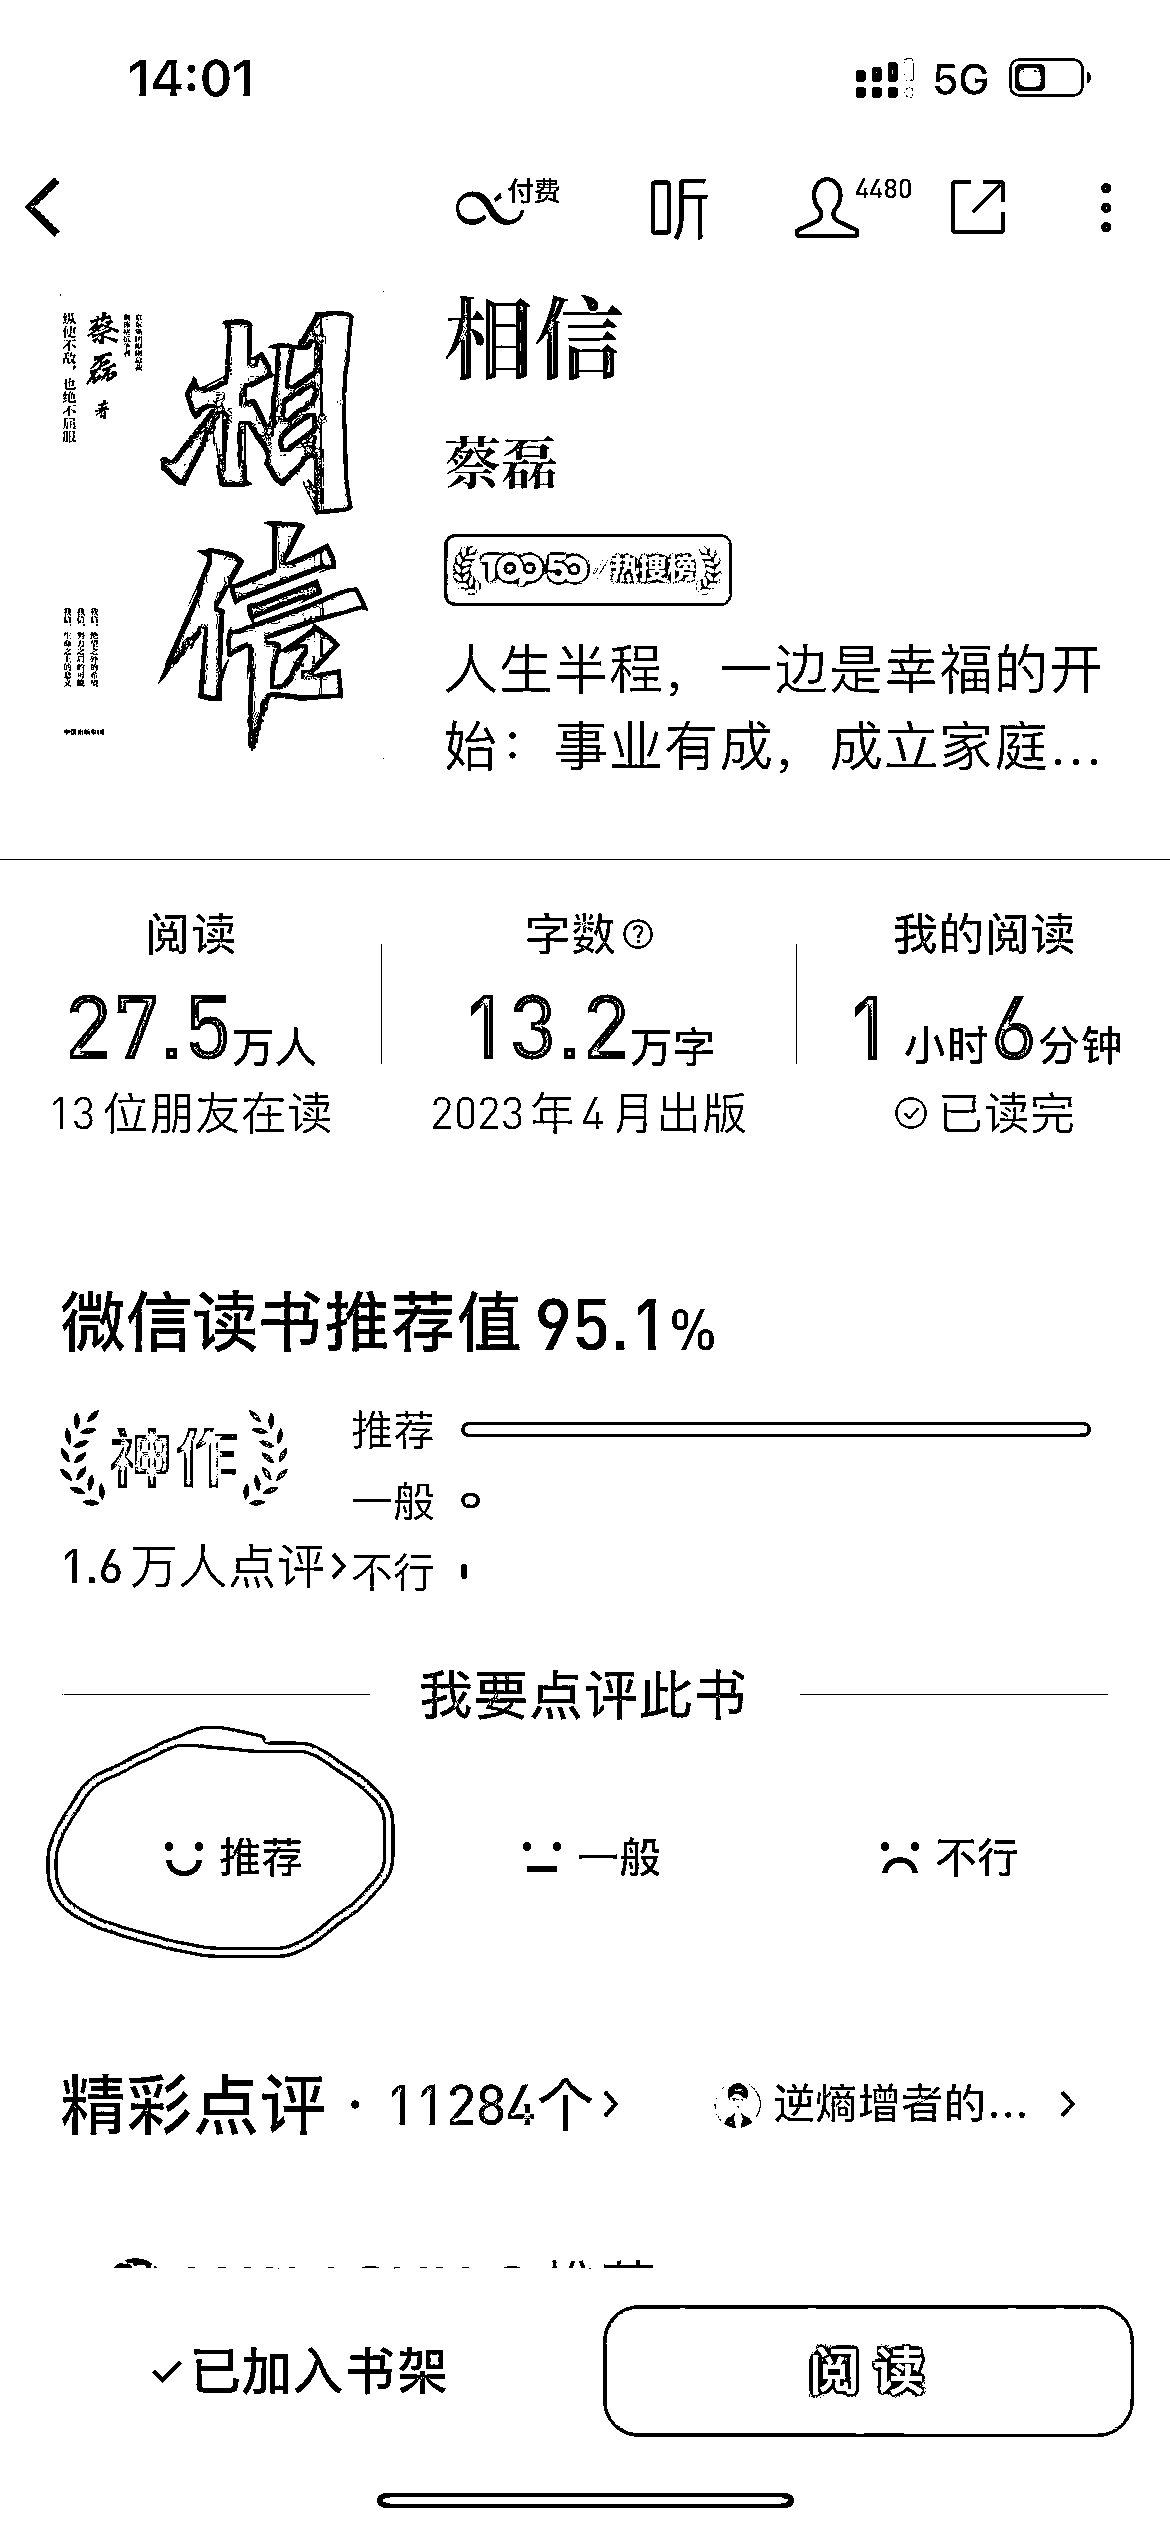 14:01
5G
付费
听
4480
纵使不敌，也绝不屈服
蔡磊 著
相信
相信
蔡磊
TOP50 热搜榜
人生半程，一边是幸福的开
始：事业有成，成立家庭...
阅读
字数
我的阅读
27.5万人
13.2万字
1小时6分钟
13位朋友在读
2023年4月出版
已读完
微信读书推荐值 95.1%
神作
推荐
一般
1.6万人点评>
不行
我要点评此书
推荐
一般
不行
精彩点评 · 11284个>
逆熵增者的... >
已加入书架
阅读